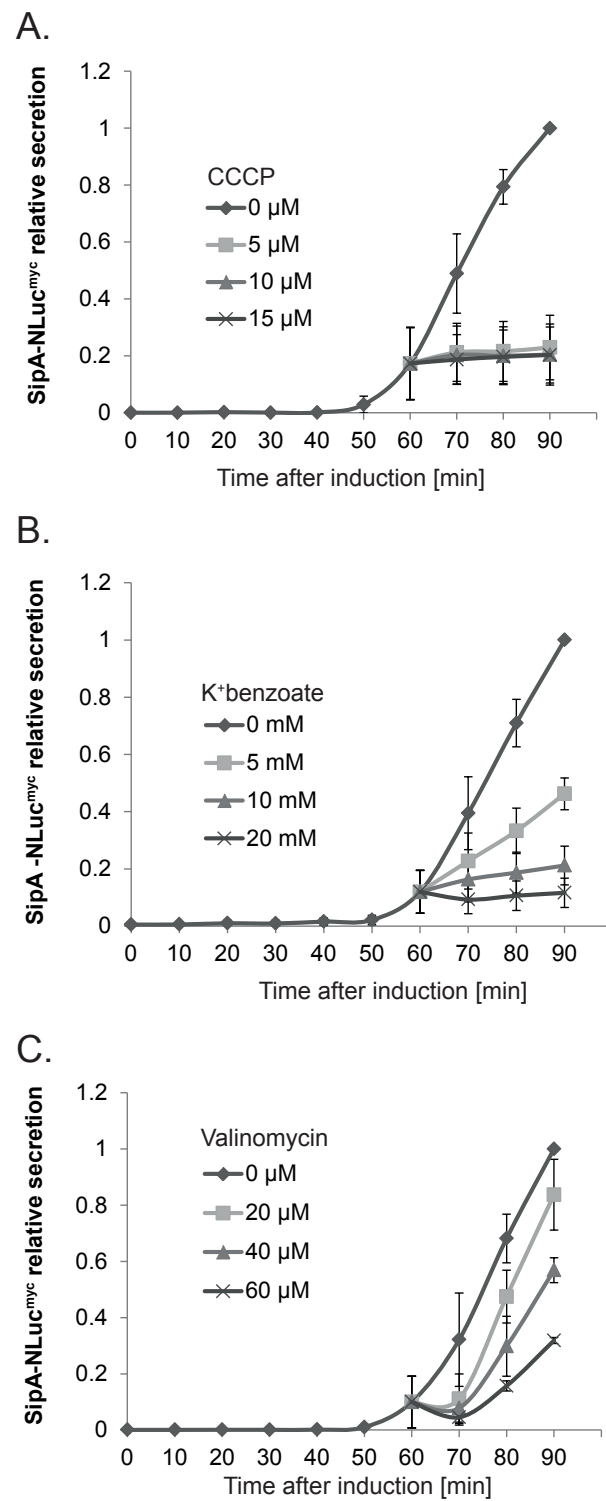 A.
SipA-NLucᵐʸᶜ relative secretion
1.2
1
0.8
0.6
0.4
0.2
0
CCCP
0 µM
5 µM
10 µM
15 µM
0 10 20 30 40 50 60 70 80 90
Time after induction [min]
B.
SipA -NLucᵐʸᶜ relative secretion
1.2
1
0.8
0.6
0.4
0.2
0
K⁺benzoate
0 mM
5 mM
10 mM
20 mM
0 10 20 30 40 50 60 70 80 90
Time after induction [min]
C.
SipA-NLucᵐʸᶜ relative secretion
1.2
1
0.8
0.6
0.4
0.2
0
Valinomycin
0 µM
20 µM
40 µM
60 µM
0 10 20 30 40 50 60 70 80 90
Time after induction [min]